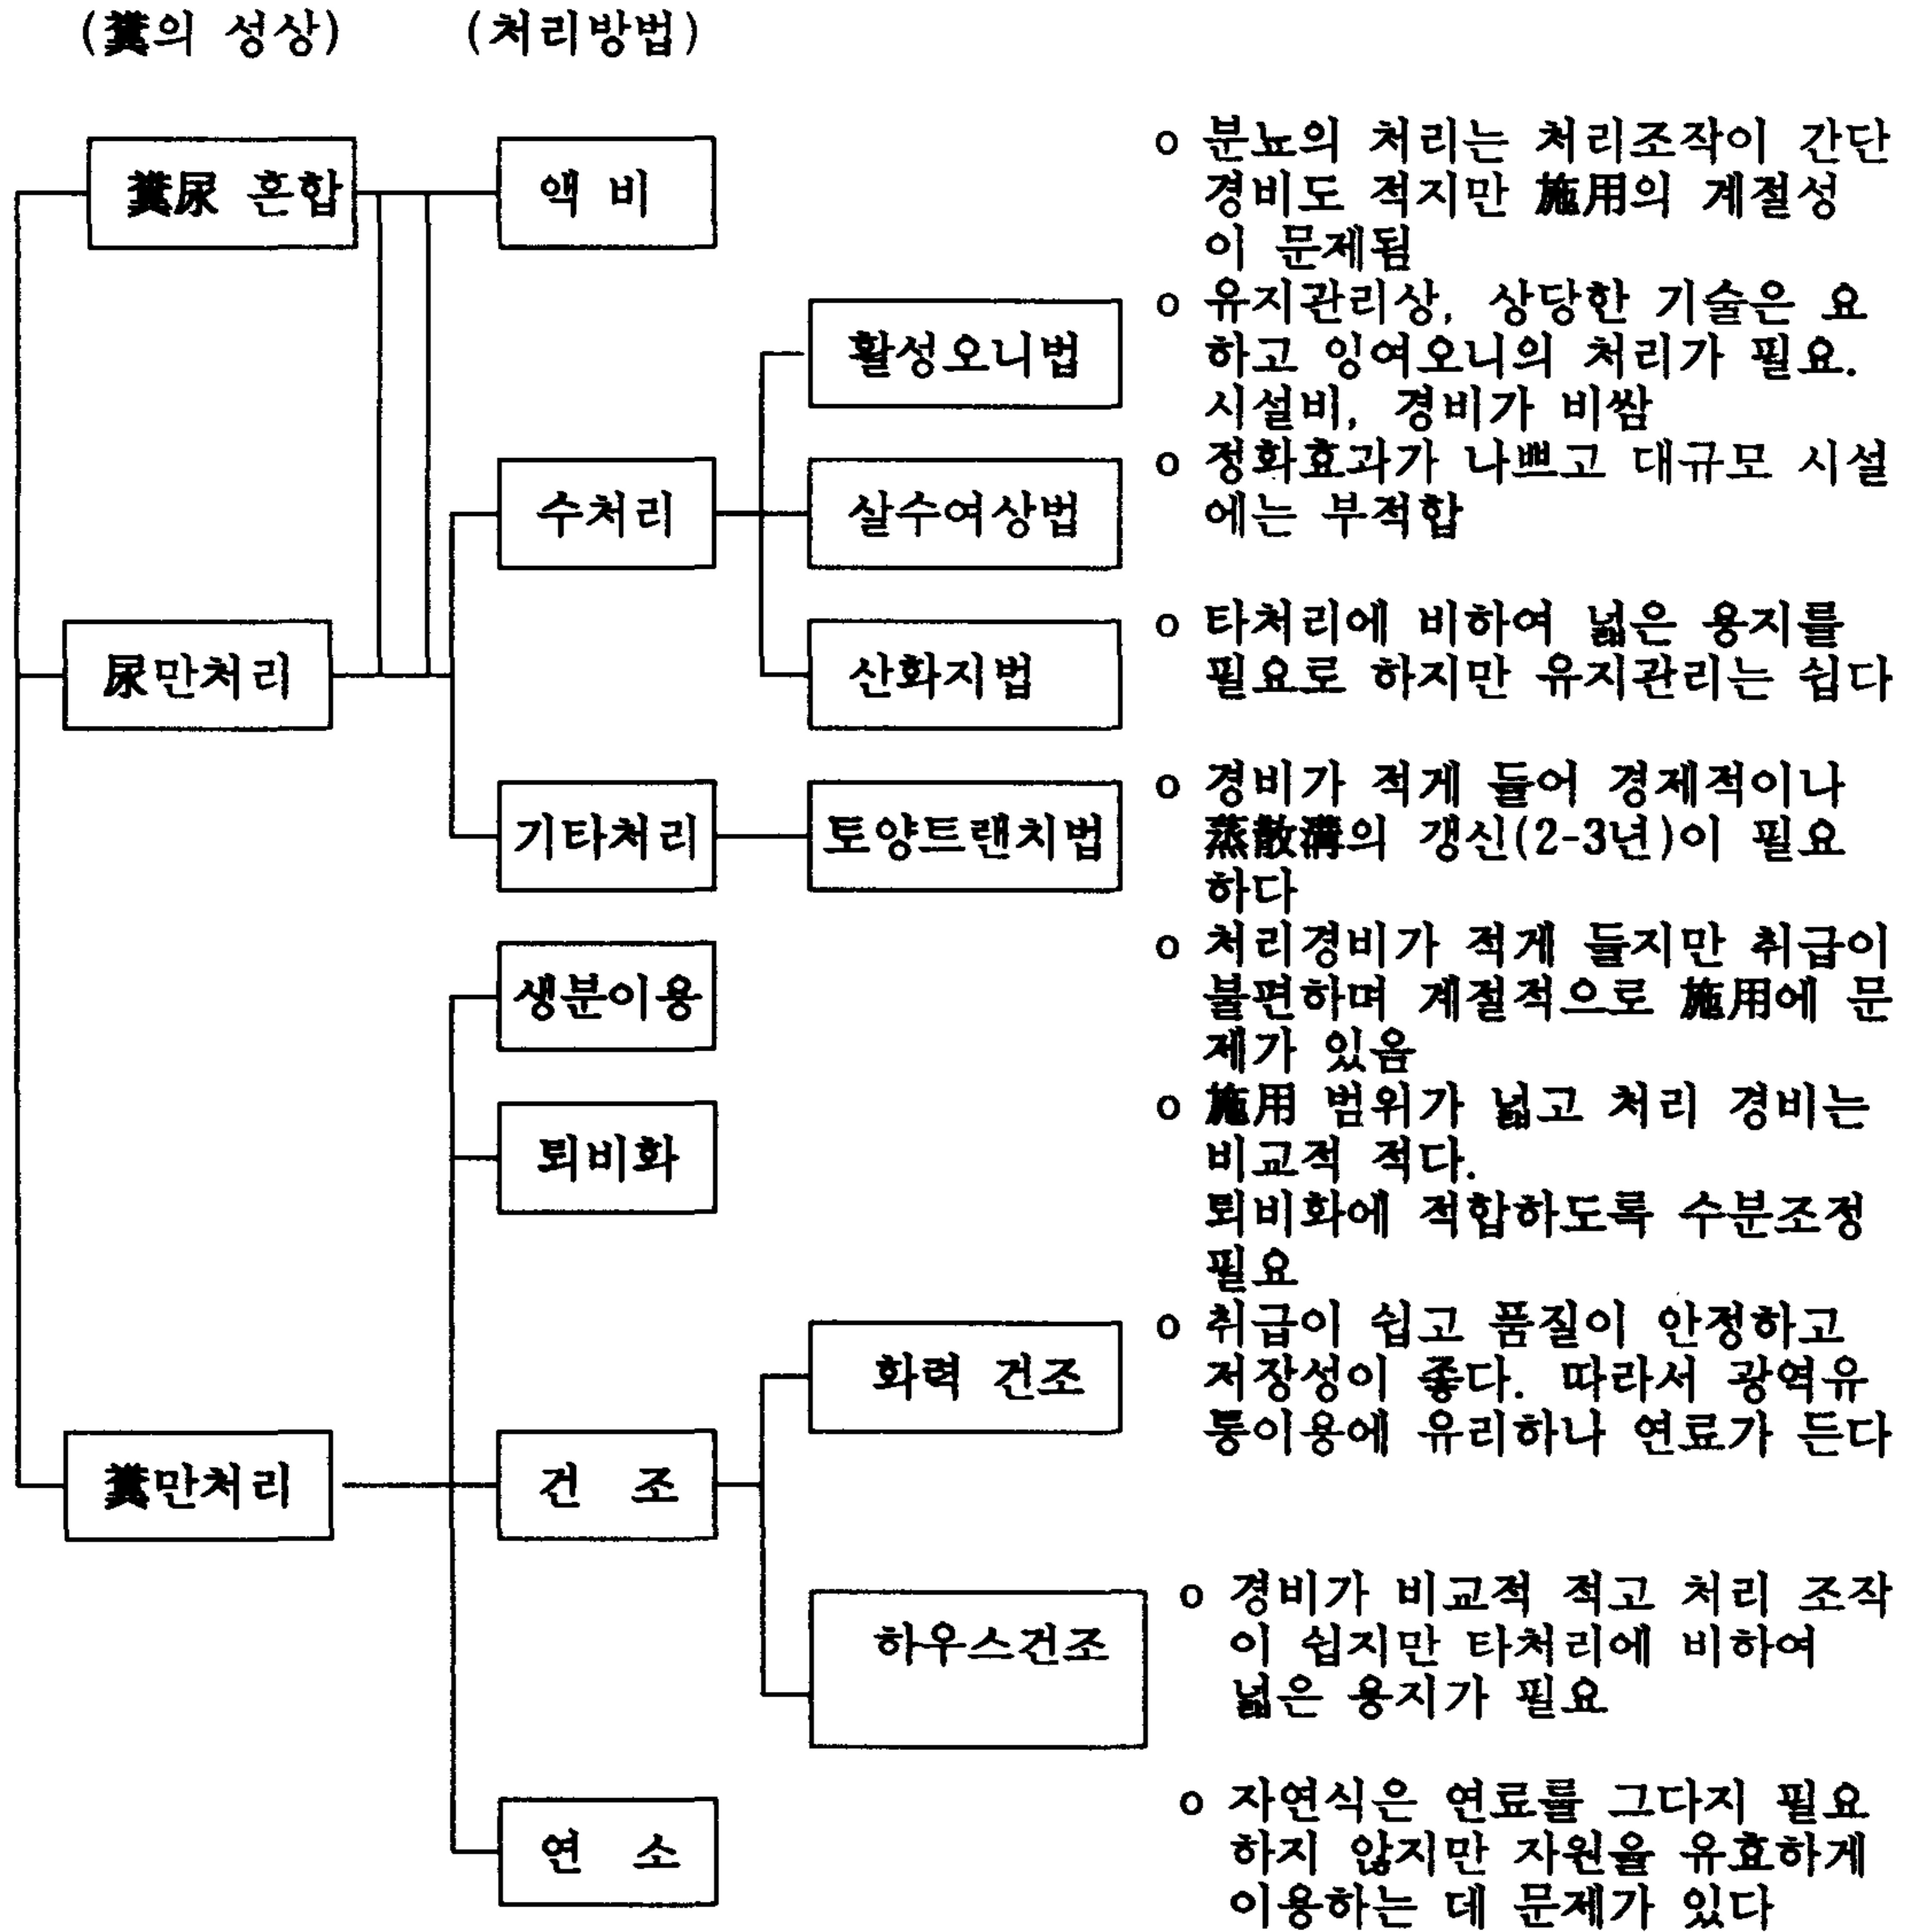 (糞의 성상) (처리방법)
糞尿 혼합
액 비
o 분뇨의 처리는 처리조작이 간단
경비도 적지만 施用의 계절성
이 문제됨
활성오니법
o 유지관리상, 상당한 기술은 요
하고 잉여오니의 처리가 필요.
시설비, 경비가 비쌈
수처리
살수여상법
o 정화효과가 나쁘고 대규모 시설
에는 부적합
尿만처리
산화지법
o 타처리에 비하여 넓은 용지를
필요로 하지만 유지관리는 쉽다
기타처리
토양트랜치법
o 경비가 적게 들어 경제적이나
蒸散溝의 갱신(2-3년)이 필요
하다
생분이용
o 처리경비가 적게 들지만 취급이
불편하며 계절적으로 施用에 문
제가 있음
퇴비화
o 施用 범위가 넓고 처리 경비는
비교적 적다.
퇴비화에 적합하도록 수분조정
필요
화력 건조
o 취급이 쉽고 품질이 안정하고
저장성이 좋다. 따라서 광역유
통이용에 유리하나 연료가 든다
糞만처리
건 조
하우스건조
o 경비가 비교적 적고 처리 조작
이 쉽지만 타처리에 비하여
넓은 용지가 필요
연 소
o 자연식은 연료를 그다지 필요
하지 않지만 자원을 유효하게
이용하는 데 문제가 있다